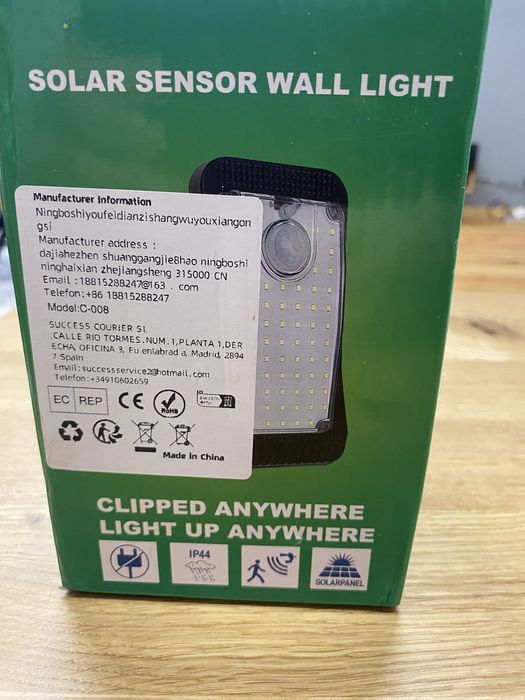 SOLAR SENSOR WALL LIGHT
Manufacturer Information
Ningboshiyoufeidianzishangwuyouxiangon
gsi
Manufacturer address :
dajiahezhen shuanggangjie8hao ningboshi
ninghaixian zhejiangsheng 315000 CN
Email :18815288247@163 . com
Telefon:+86 18815288247
Model:C-008
SUCCESS COURIER SL
,CALLE RIO TORMES,NUM.1,PLANTA 1,DER
ECHA, OFICINA 3, Fuenlabrada, Madrid, 2894
7 Spain
Email:successservice2@hotmail.com
Telefon:+34910602659
EC REP CE RoHS
Made in China
CLIPPED ANYWHERE
LIGHT UP ANYWHERE
IP44
SOLARPANEL